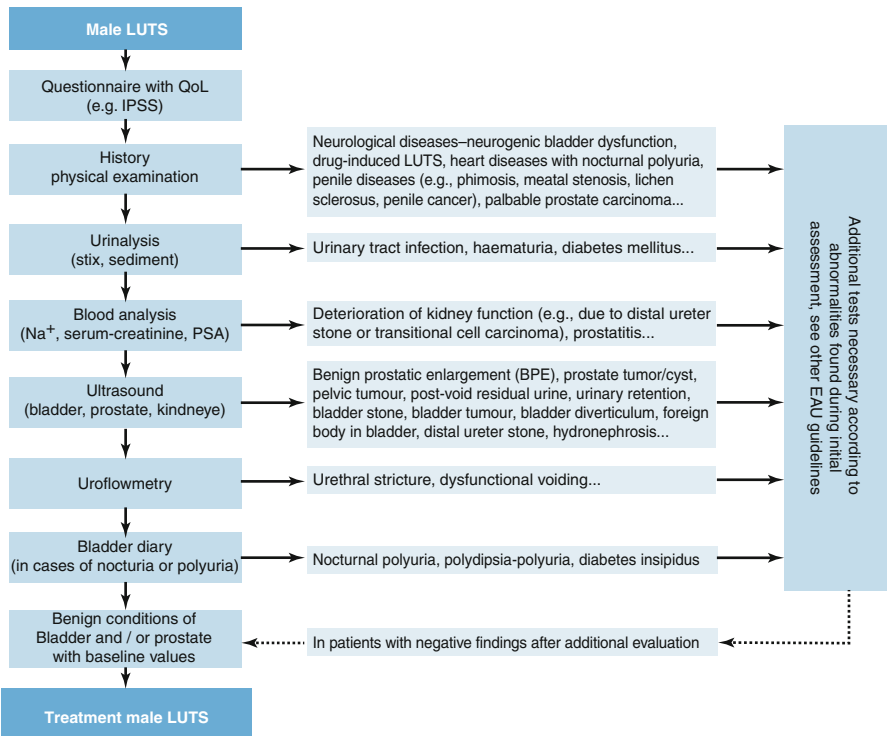 Male LUTS
Questionnaire with QoL
(e.g. IPSS)
History
physical examination
Neurological diseases–neurogenic bladder dysfunction,
drug-induced LUTS, heart diseases with nocturnal polyuria,
penile diseases (e.g., phimosis, meatal stenosis, lichen
sclerosus, penile cancer), palbable prostate carcinoma...
Urinalysis
(stix, sediment)
Urinary tract infection, haematuria, diabetes mellitus...
Blood analysis
(Na+, serum-creatinine, PSA)
Deterioration of kidney function (e.g., due to distal ureter
stone or transitional cell carcinoma), prostatitis...
Ultrasound
(bladder, prostate, kindneye)
Benign prostatic enlargement (BPE), prostate tumor/cyst,
pelvic tumour, post-void residual urine, urinary retention,
bladder stone, bladder tumour, bladder diverticulum, foreign
body in bladder, distal ureter stone, hydronephrosis...
Uroflowmetry
Urethral stricture, dysfunctional voiding...
Bladder diary
(in cases of nocturia or polyuria)
Nocturnal polyuria, polydipsia-polyuria, diabetes insipidus
Additional tests necessary according to
abnormalities found during initial
assessment, see other EAU guidelines
Benign conditions of
Bladder and / or prostate
with baseline values
In patients with negative findings after additional evaluation
Treatment male LUTS